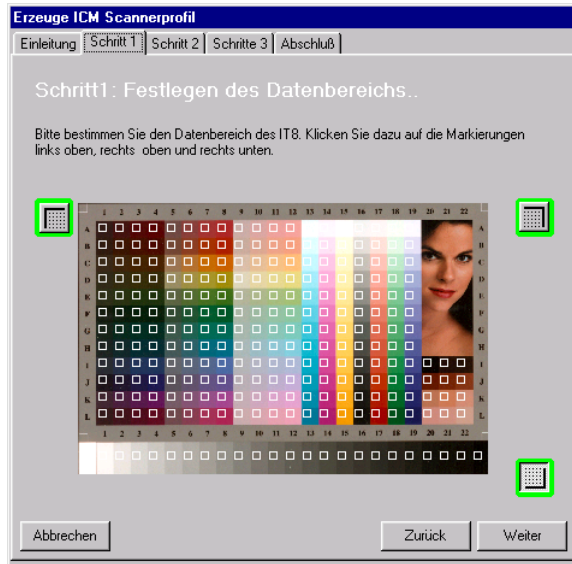 Erzeuge ICM Scannerprofil
Einleitung Schritt 1 Schritt 2 Schritte 3 Abschluß
Schritt1: Festlegen des Datenbereichs..
Bitte bestimmen Sie den Datenbereich des IT8. Klicken Sie dazu auf die Markierungen
links oben, rechts oben und rechts unten.
1 2 3 4 5 6 7 8 9 10 11 12 13 14 15 16 17 18 19 20 21 22
A A
B B
C C
D D
E E
F F
G G
H H
I I
J J
K K
L L
1 2 3 4 5 6 7 8 9 10 11 12 13 14 15 16 17 18 19 20 21 22
Abbrechen Zurück Weiter